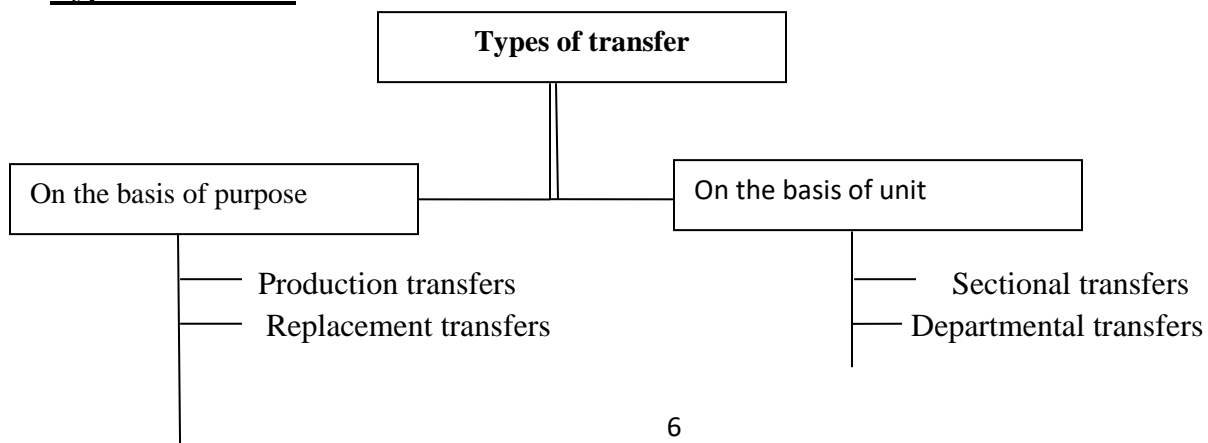 Types of transfer
On the basis of purpose
On the basis of unit
Production transfers
Sectional transfers
Replacement transfers
Departmental transfers
6